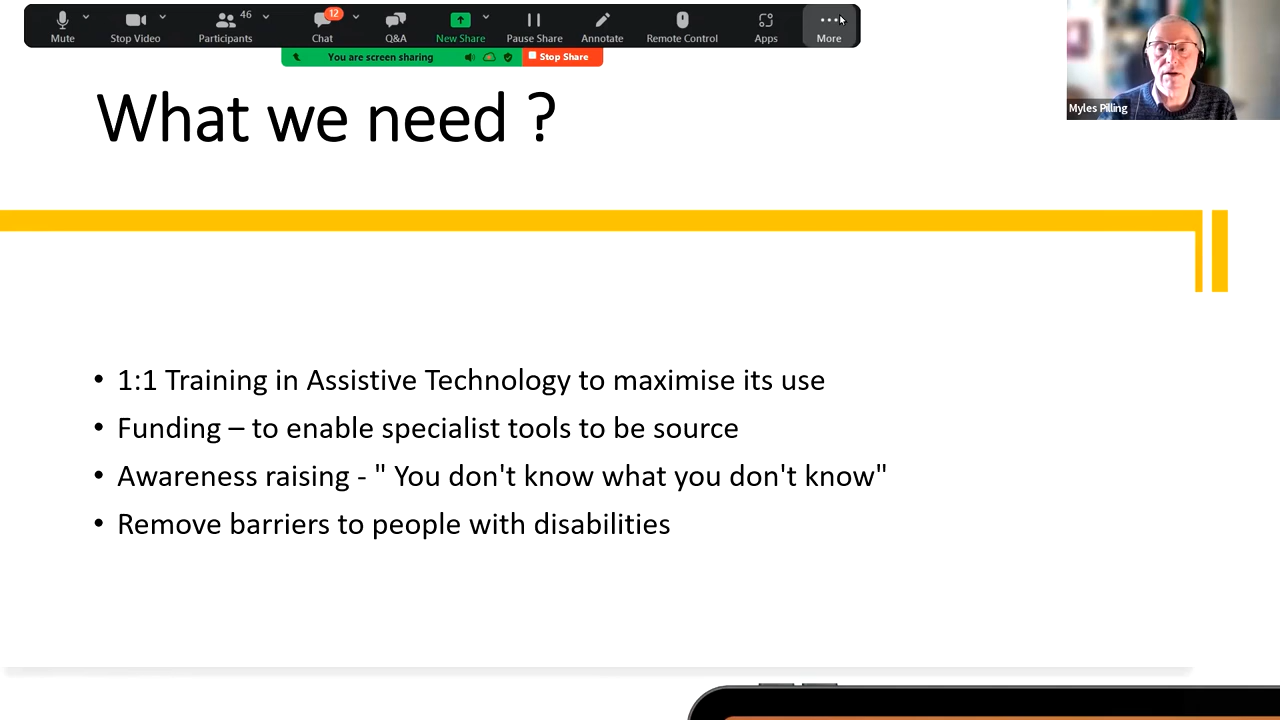 46
12
Mute
Stop Video
Participants
Chat
Q&A
New Share
Pause Share
Annotate
Remote Control
Apps
More
You are screen sharing
Stop Share
Myles Pilling
What we need ?
• 1:1 Training in Assistive Technology to maximise its use
• Funding – to enable specialist tools to be source
• Awareness raising - " You don't know what you don't know"
• Remove barriers to people with disabilities